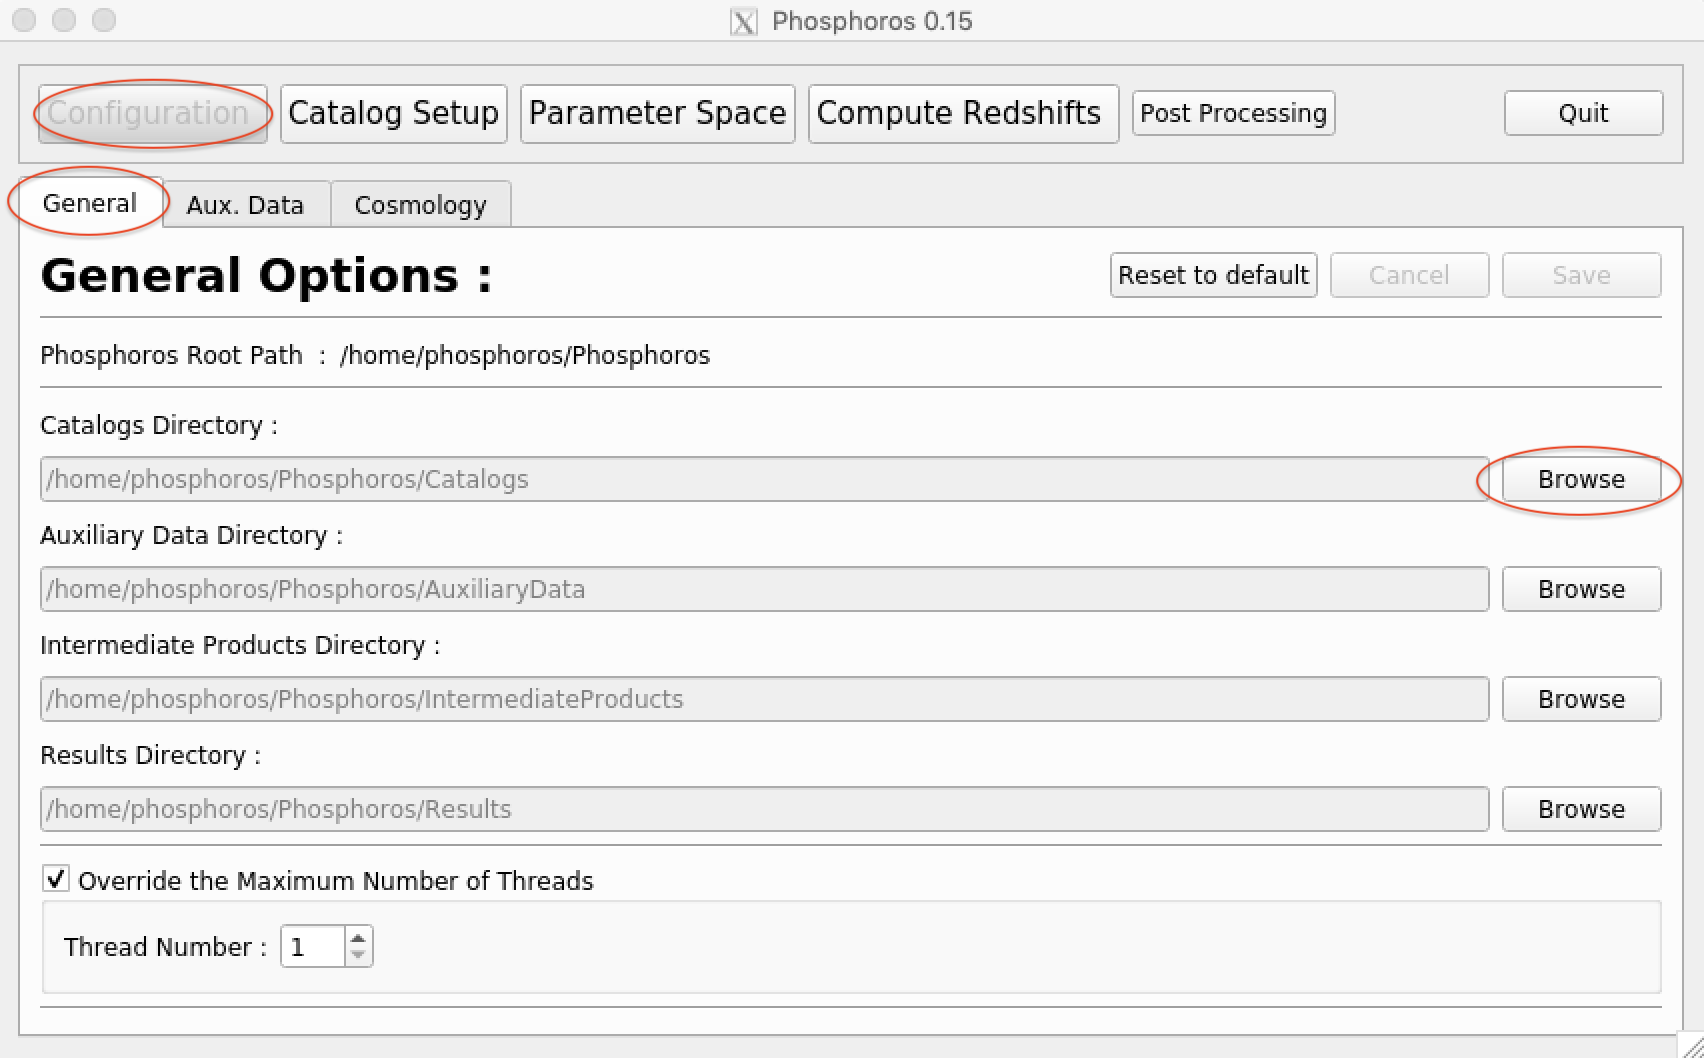 Phosphoros 0.15
Configuration Catalog Setup Parameter Space Compute Redshifts Post Processing Quit
General Aux. Data Cosmology
General Options : Reset to default Cancel Save
Phosphoros Root Path : /home/phosphoros/Phosphoros
Catalogs Directory :
/home/phosphoros/Phosphoros/Catalogs Browse
Auxiliary Data Directory :
/home/phosphoros/Phosphoros/AuxiliaryData Browse
Intermediate Products Directory :
/home/phosphoros/Phosphoros/IntermediateProducts Browse
Results Directory :
/home/phosphoros/Phosphoros/Results Browse
Override the Maximum Number of Threads
Thread Number : 1